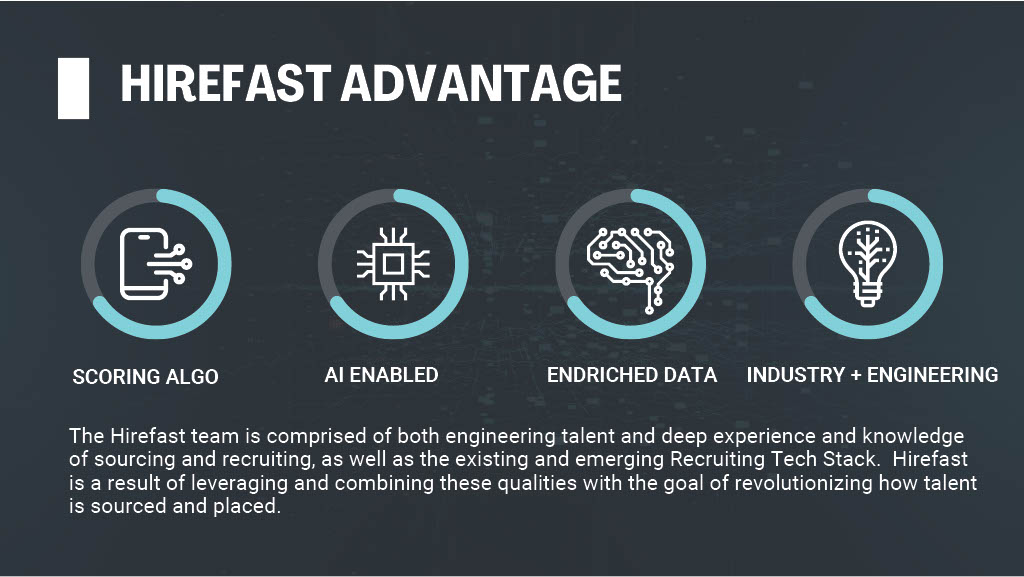 HIREFAST ADVANTAGE
SCORING ALGO
AI ENABLED
ENDRICHED DATA
INDUSTRY + ENGINEERING
The Hirefast team is comprised of both engineering talent and deep experience and knowledge
of sourcing and recruiting, as well as the existing and emerging Recruiting Tech Stack.  Hirefast
is a result of leveraging and combining these qualities with the goal of revolutionizing how talent
is sourced and placed.